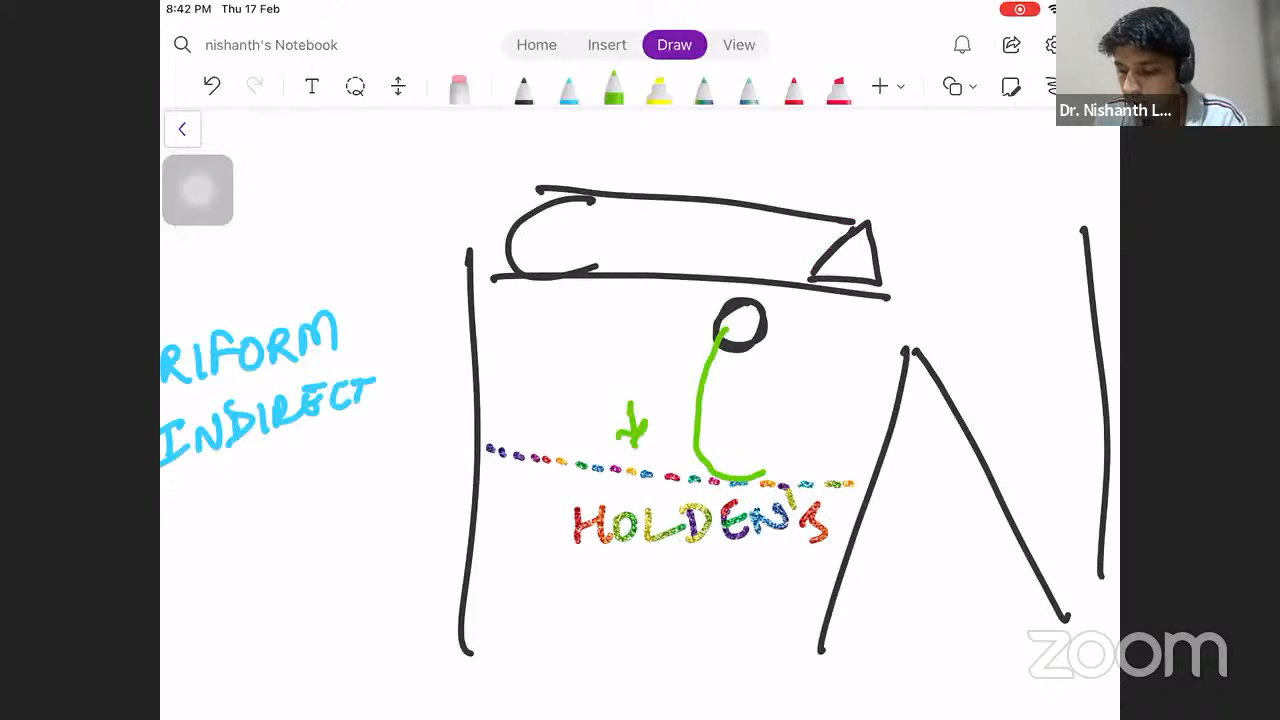 8:42 PM Thu 17 Feb
nishanth's Notebook
Home Insert Draw View
Dr. Nishanth L...
RIFORM
INDIRECT
HOLDEN'S
zoom